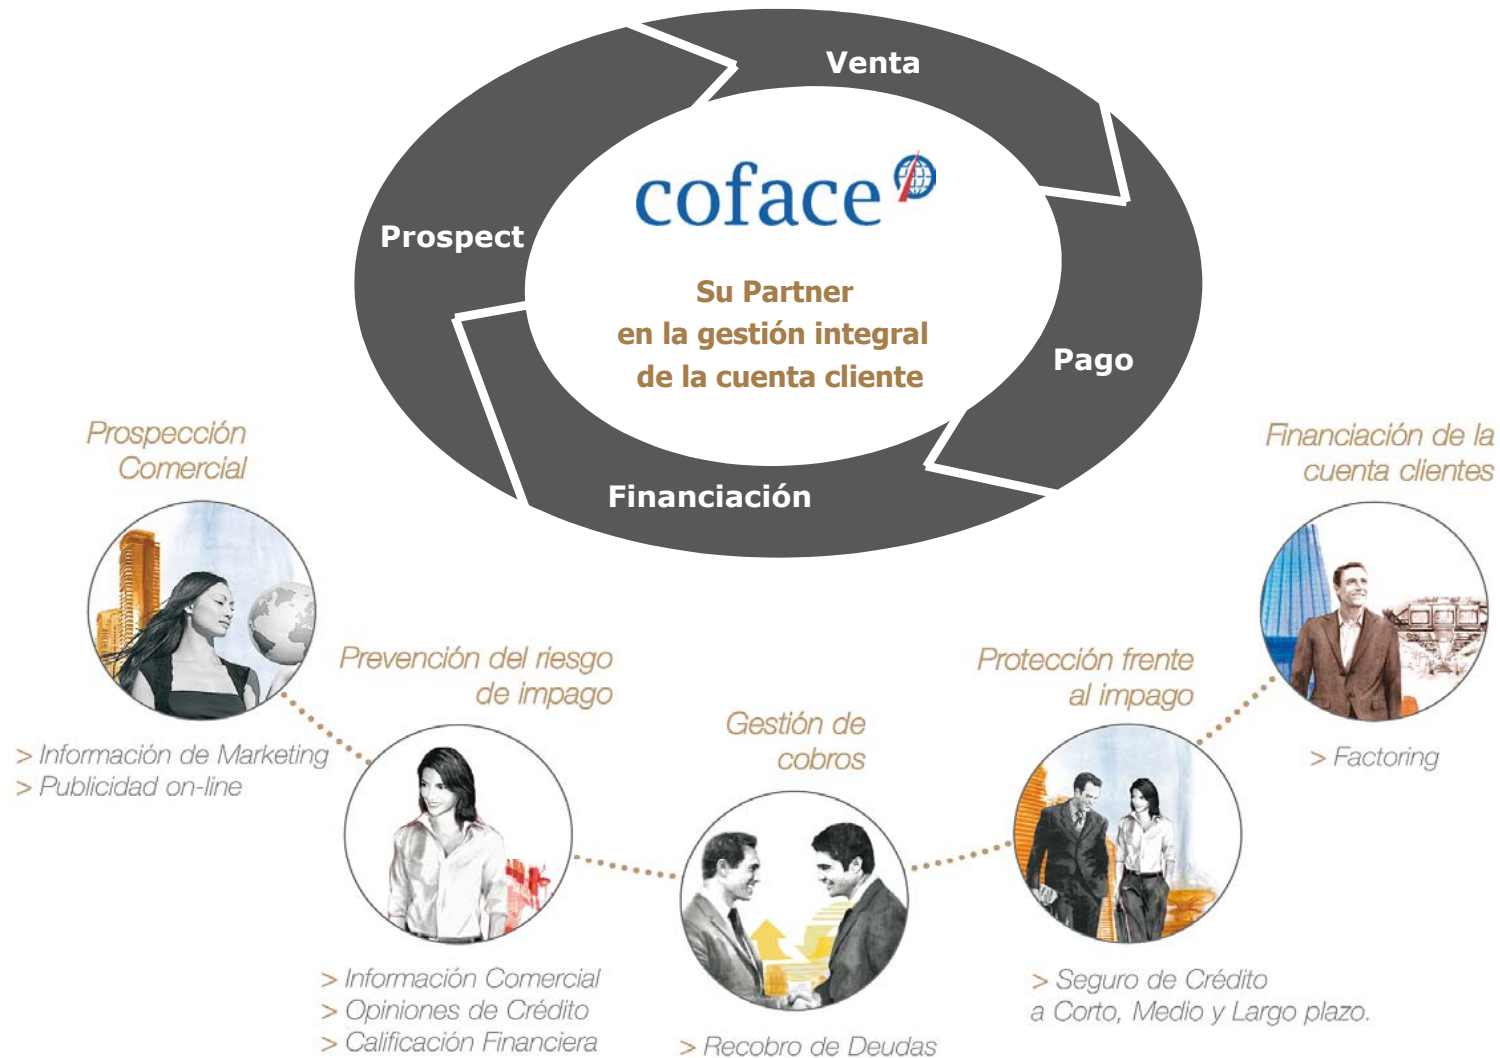 Venta
coface
Prospect
Su Partner
en la gestión integral
de la cuenta cliente
Pago
Financiación
Prospección
Comercial
> Información de Marketing
> Publicidad on-line
Prevención del riesgo
de impago
> Información Comercial
> Opiniones de Crédito
> Calificación Financiera
Gestión de
cobros
> Recobro de Deudas
Protección frente
al impago
> Seguro de Crédito
a Corto, Medio y Largo plazo.
Financiación de la
cuenta clientes
> Factoring